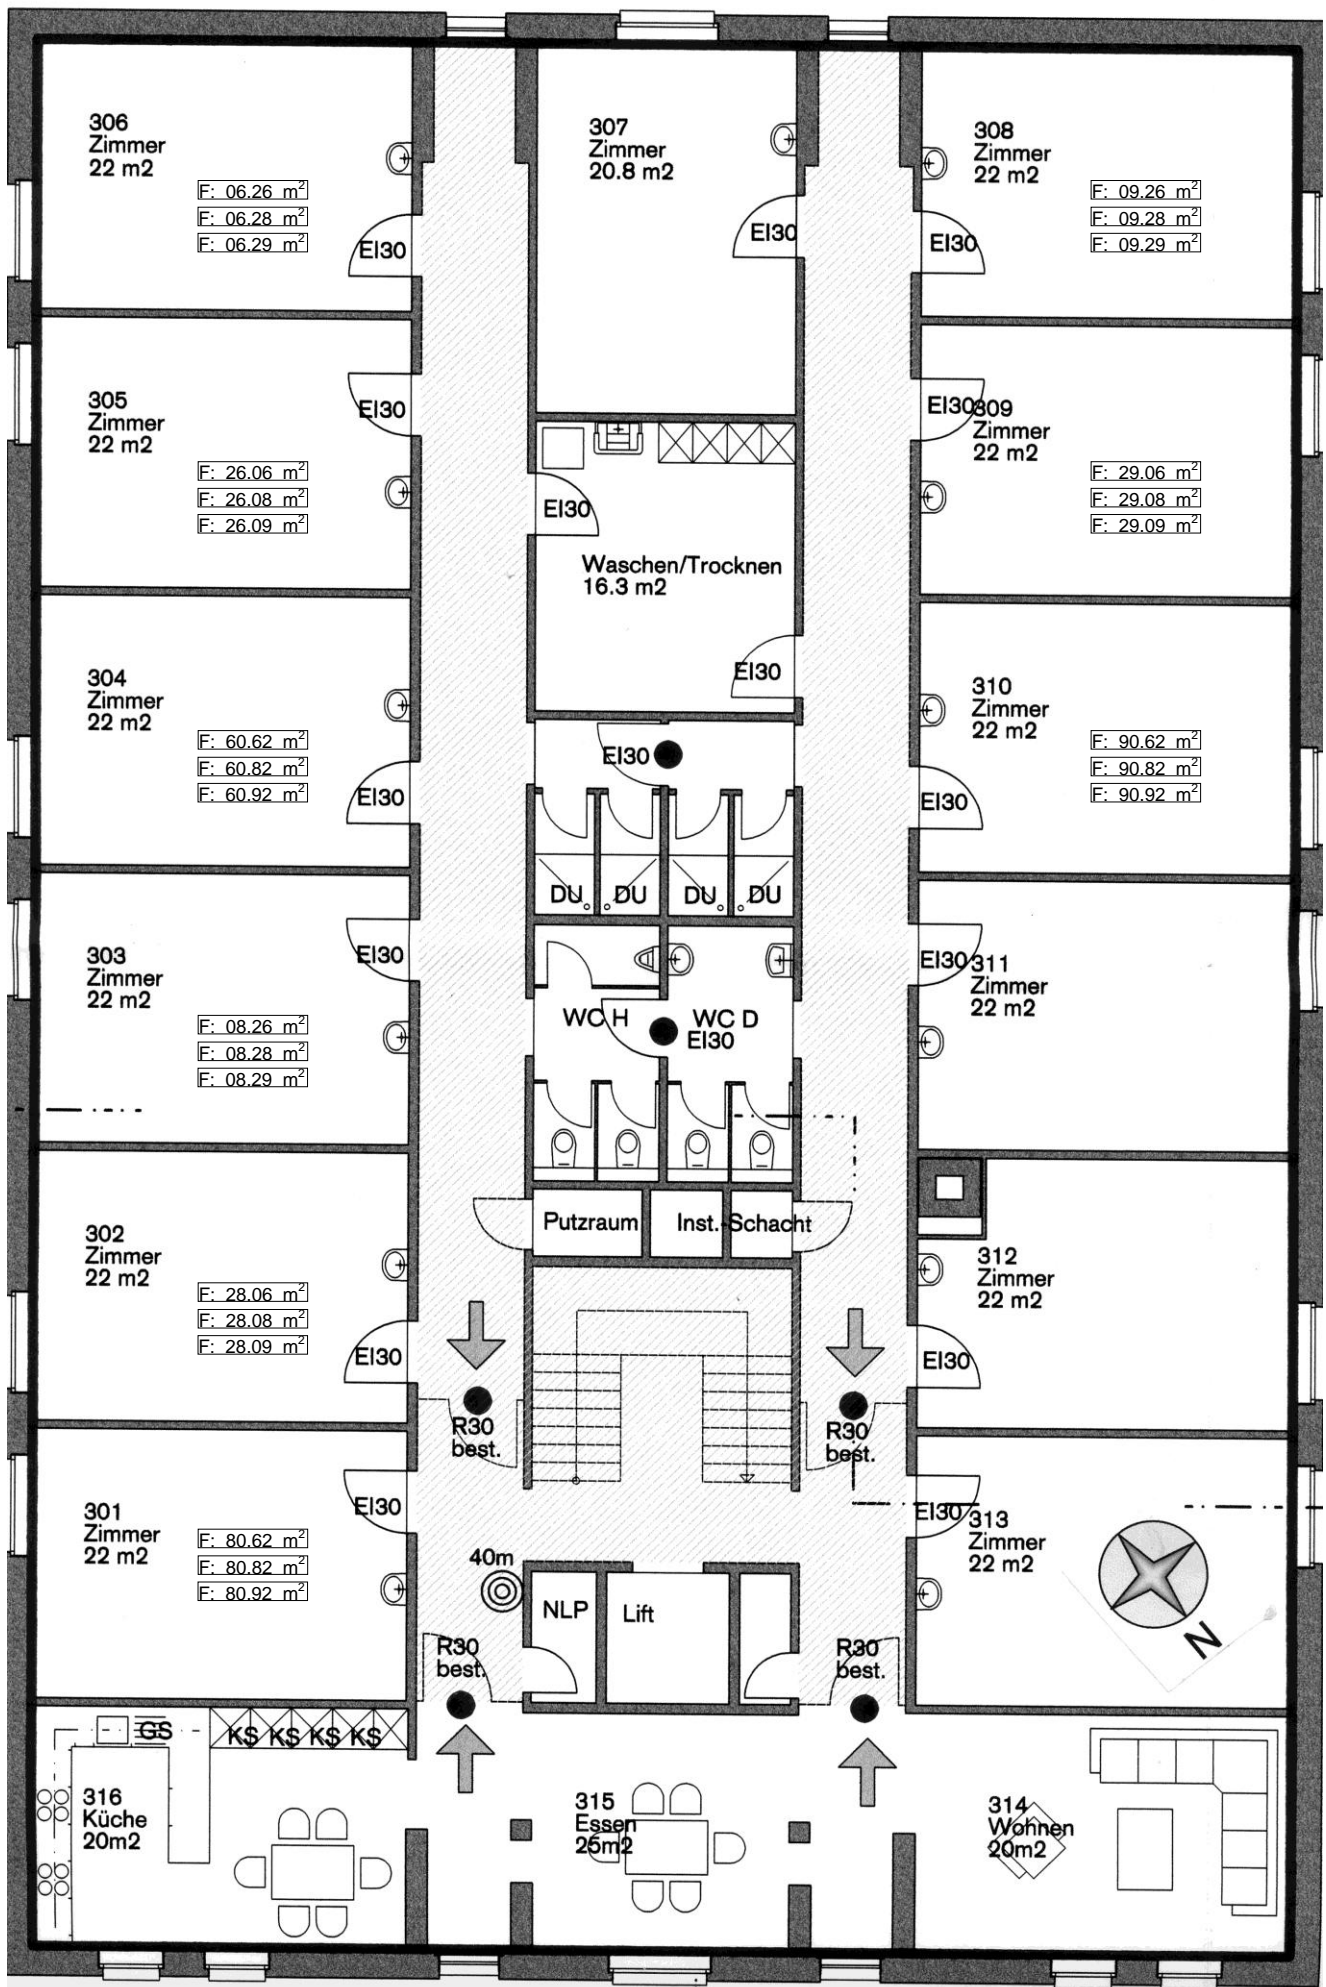 306
Zimmer
22 m2
F: 06.26 m²
F: 06.28 m²
F: 06.29 m²
EI30
307
Zimmer
20.8 m2
EI30
308
Zimmer
22 m2
F: 09.26 m²
F: 09.28 m²
F: 09.29 m²
EI30
305
Zimmer
22 m2
F: 26.06 m²
F: 26.08 m²
F: 26.09 m²
EI30
EI30
309
Zimmer
22 m2
F: 29.06 m²
F: 29.08 m²
F: 29.09 m²
EI30
Waschen/Trocknen
16.3 m2
EI30
304
Zimmer
22 m2
F: 60.62 m²
F: 60.82 m²
F: 60.92 m²
EI30
310
Zimmer
22 m2
F: 90.62 m²
F: 90.82 m²
F: 90.92 m²
EI30
EI30
DU
DU
DU
DU
303
Zimmer
22 m2
F: 08.26 m²
F: 08.28 m²
F: 08.29 m²
EI30
WC H
WC D
EI30
EI30
311
Zimmer
22 m2
Putzraum
Inst.-Schacht
302
Zimmer
22 m2
F: 28.06 m²
F: 28.08 m²
F: 28.09 m²
EI30
312
Zimmer
22 m2
EI30
R30
best.
R30
best.
301
Zimmer
22 m2
F: 80.62 m²
F: 80.82 m²
F: 80.92 m²
EI30
EI30
313
Zimmer
22 m2
N
40m
NLP
Lift
R30
best.
R30
best.
GS
KS
KS
KS
KS
316
Küche
20m2
315
Essen
25m2
314
Wohnen
20m2